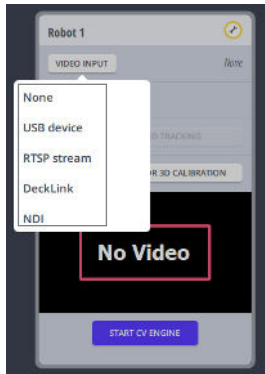 Robot 1
VIDEO INPUT
None
None
USB device
RTSP stream
DeckLink
NDI
TRACKING
OR 3D CALIBRATION
No Video
START CV ENGINE